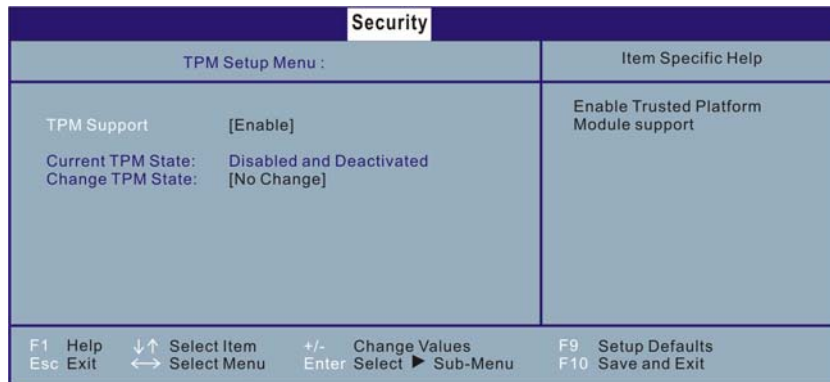 Security
TPM Setup Menu :
Item Specific Help
TPM Support [Enable]
Current TPM State: Disabled and Deactivated
Change TPM State: [No Change]
Enable Trusted Platform
Module support
F1 Help ↓↑ Select Item +/- Change Values F9 Setup Defaults
Esc Exit ↔ Select Menu Enter Select ▶ Sub-Menu F10 Save and Exit